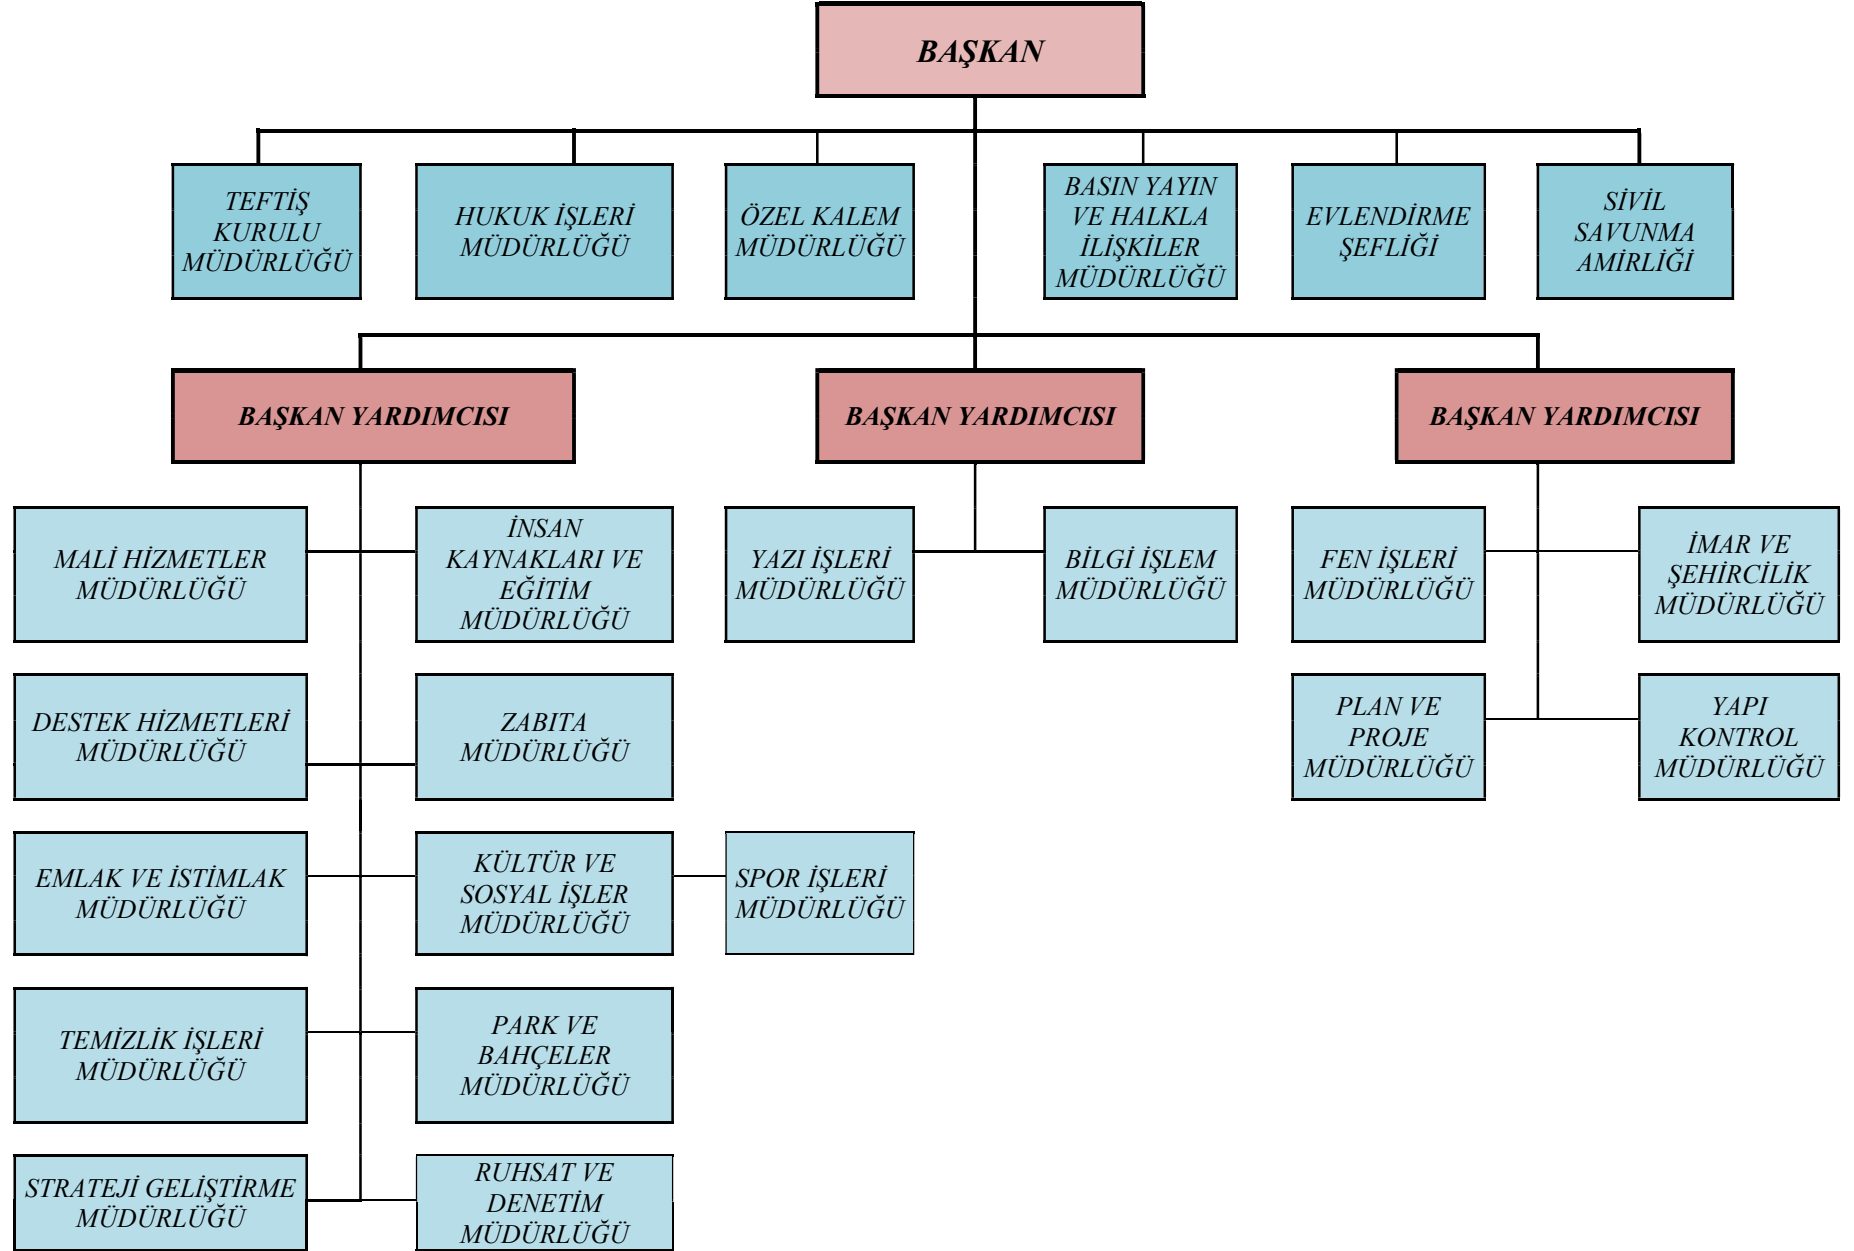 BAŞKAN
TEFTİŞ
KURULU
MÜDÜRLÜĞÜ
HUKUK İŞLERİ
MÜDÜRLÜĞÜ
ÖZEL KALEM
MÜDÜRLÜĞÜ
BASIN YAYIN
VE HALKLA
İLİŞKİLER
MÜDÜRLÜĞÜ
EVLENDİRME
ŞEFLİĞİ
SİVİL
SAVUNMA
AMİRLİĞİ
BAŞKAN YARDIMCISI
BAŞKAN YARDIMCISI
BAŞKAN YARDIMCISI
MALİ HİZMETLER
MÜDÜRLÜĞÜ
İNSAN
KAYNAKLARI VE
EĞİTİM
MÜDÜRLÜĞÜ
YAZI İŞLERİ
MÜDÜRLÜĞÜ
BİLGİ İŞLEM
MÜDÜRLÜĞÜ
FEN İŞLERİ
MÜDÜRLÜĞÜ
İMAR VE
ŞEHİRCİLİK
MÜDÜRLÜĞÜ
DESTEK HİZMETLERİ
MÜDÜRLÜĞÜ
ZABITA
MÜDÜRLÜĞÜ
PLAN VE
PROJE
MÜDÜRLÜĞÜ
YAPI
KONTROL
MÜDÜRLÜĞÜ
EMLAK VE İSTİMLAK
MÜDÜRLÜĞÜ
KÜLTÜR VE
SOSYAL İŞLER
MÜDÜRLÜĞÜ
SPOR İŞLERİ
MÜDÜRLÜĞÜ
TEMİZLİK İŞLERİ
MÜDÜRLÜĞÜ
PARK VE
BAHÇELER
MÜDÜRLÜĞÜ
STRATEJİ GELİŞTİRME
MÜDÜRLÜĞÜ
RUHSAT VE
DENETİM
MÜDÜRLÜĞÜ